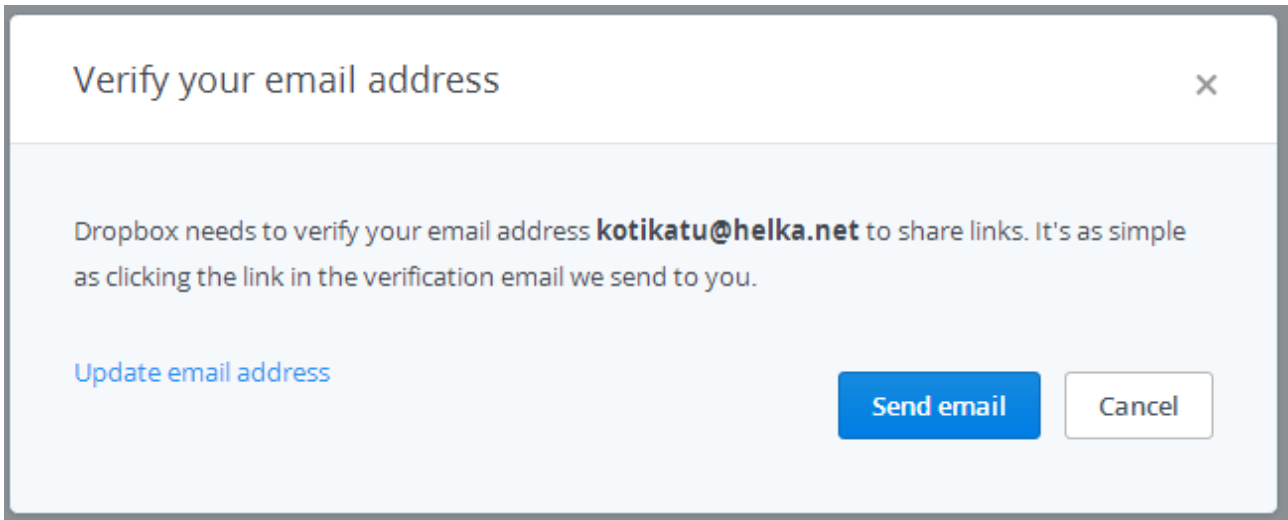 Verify your email address
Dropbox needs to verify your email address kotikatu@helka.net to share links. It's as simple
as clicking the link in the verification email we send to you.
Update email address
Send email
Cancel